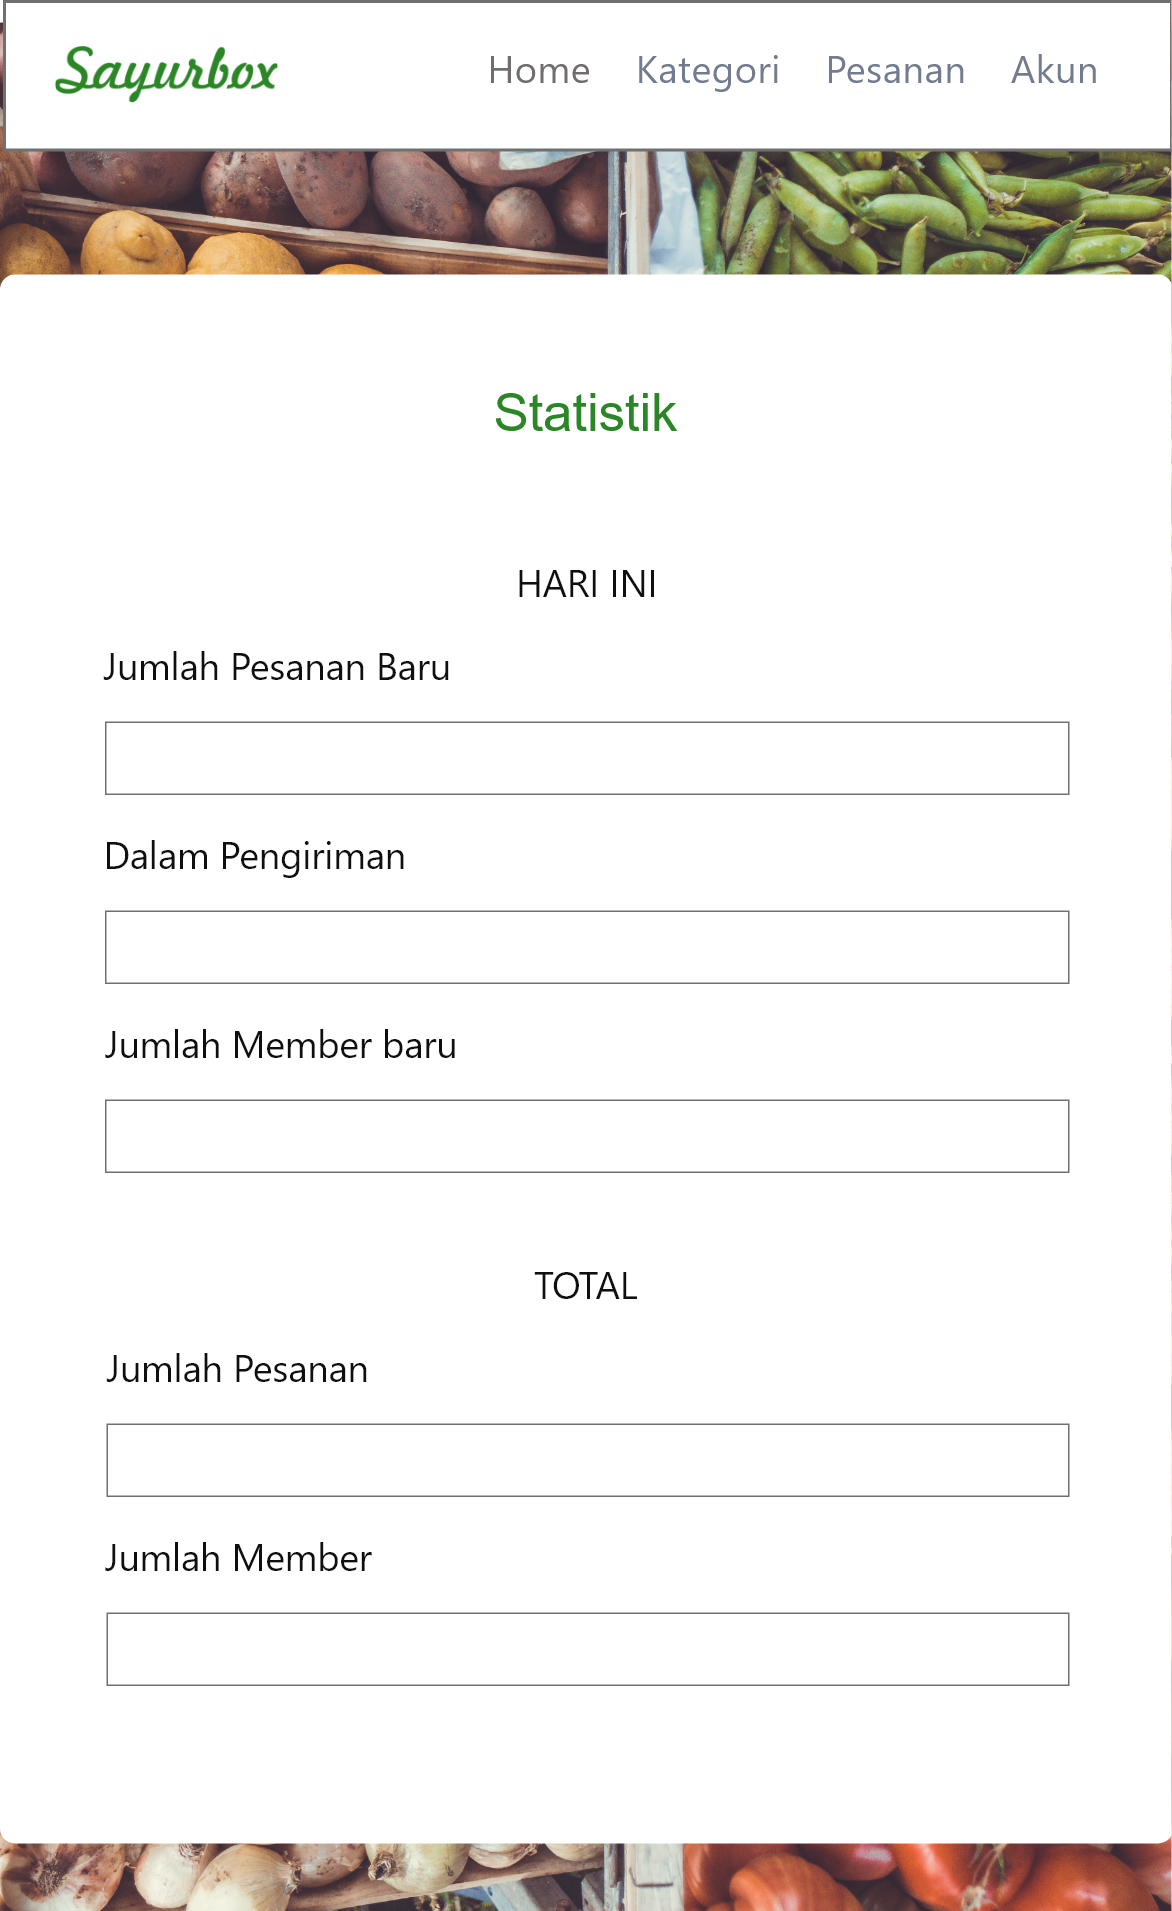 Sayurbox
Home Kategori Pesanan Akun
Statistik
HARI INI
Jumlah Pesanan Baru
Dalam Pengiriman
Jumlah Member baru
TOTAL
Jumlah Pesanan
Jumlah Member